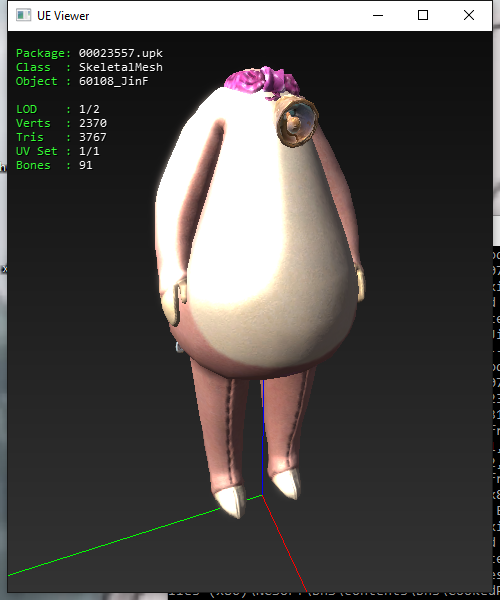 UE Viewer
Package: 00023557.upk
Class : SkeletalMesh
Object : 60108_JinF
LOD : 1/2
Verts : 2370
Tris : 3767
UV Set : 1/1
Bones : 91